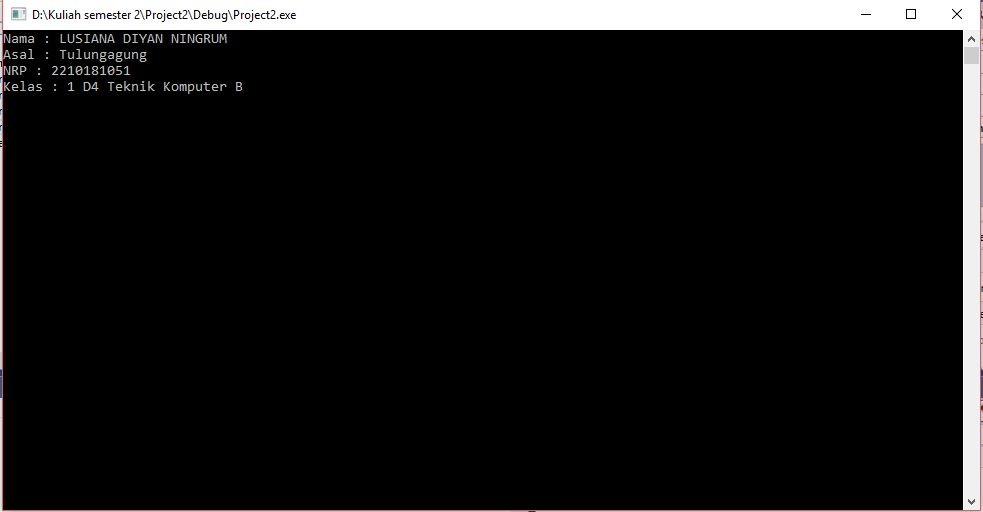 D:\Kuliah semester 2\Project2\Debug\Project2.exe
Nama : LUSIANA DIYAN NINGRUM
Asal : Tulungagung
NRP : 2210181051
Kelas : 1 D4 Teknik Komputer B